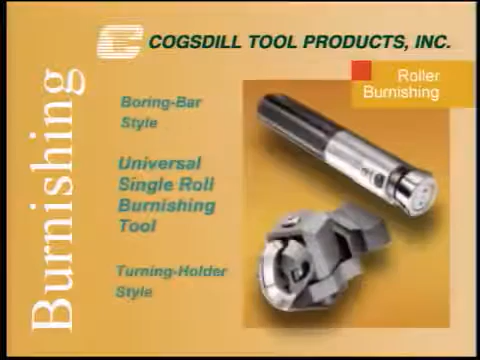 COGSDILL TOOL PRODUCTS, INC.
Roller
Burnishing
Burnishing
Boring-Bar
Style
Universal
Single Roll
Burnishing
Tool
Turning-Holder
Style